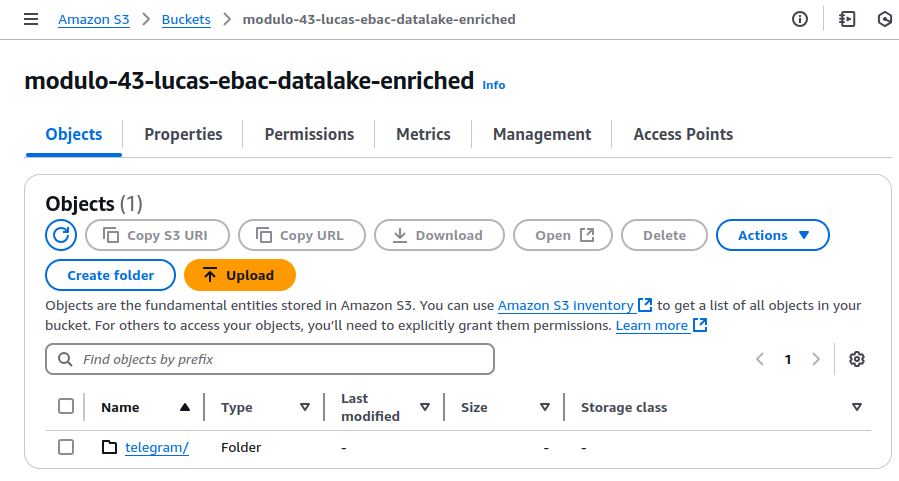 Amazon S3 > Buckets > modulo-43-lucas-ebac-datalake-enriched
modulo-43-lucas-ebac-datalake-enriched Info
Objects Properties Permissions Metrics Management Access Points
Objects (1)
Copy S3 URI Copy URL Download Open Delete Actions
Create folder Upload
Objects are the fundamental entities stored in Amazon S3. You can use Amazon S3 inventory to get a list of all objects in your
bucket. For others to access your objects, you’ll need to explicitly grant them permissions. Learn more
Find objects by prefix
1
Name Type Last modified Size Storage class
telegram/ Folder - - -